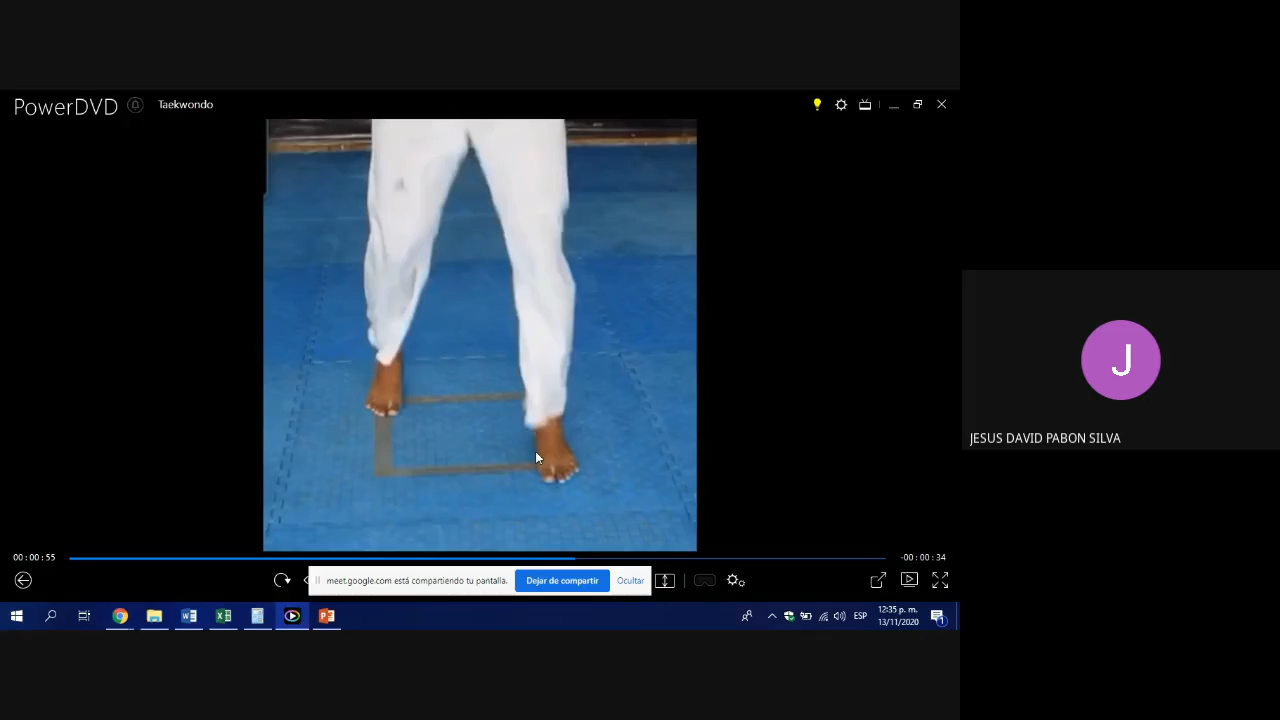 PowerDVD
Taekwondo
J
JESUS DAVID PABON SILVA
00:00:55
-00:00:34
meet.google.com está compartiendo tu pantalla.
Dejar de compartir
Ocultar
ESP
12:35 p. m.
13/11/2020
1